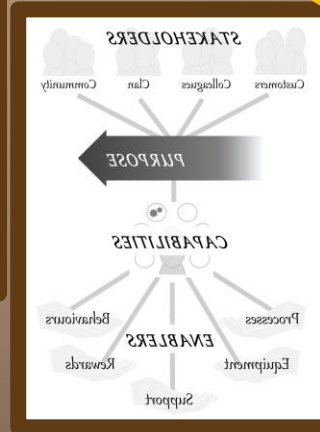 STAKEHOLDERS
Customers Colleagues Clan Community
PURPOSE
CAPABILITIES
Processes Behaviours
ENABLERS
Equipment Rewards
Support